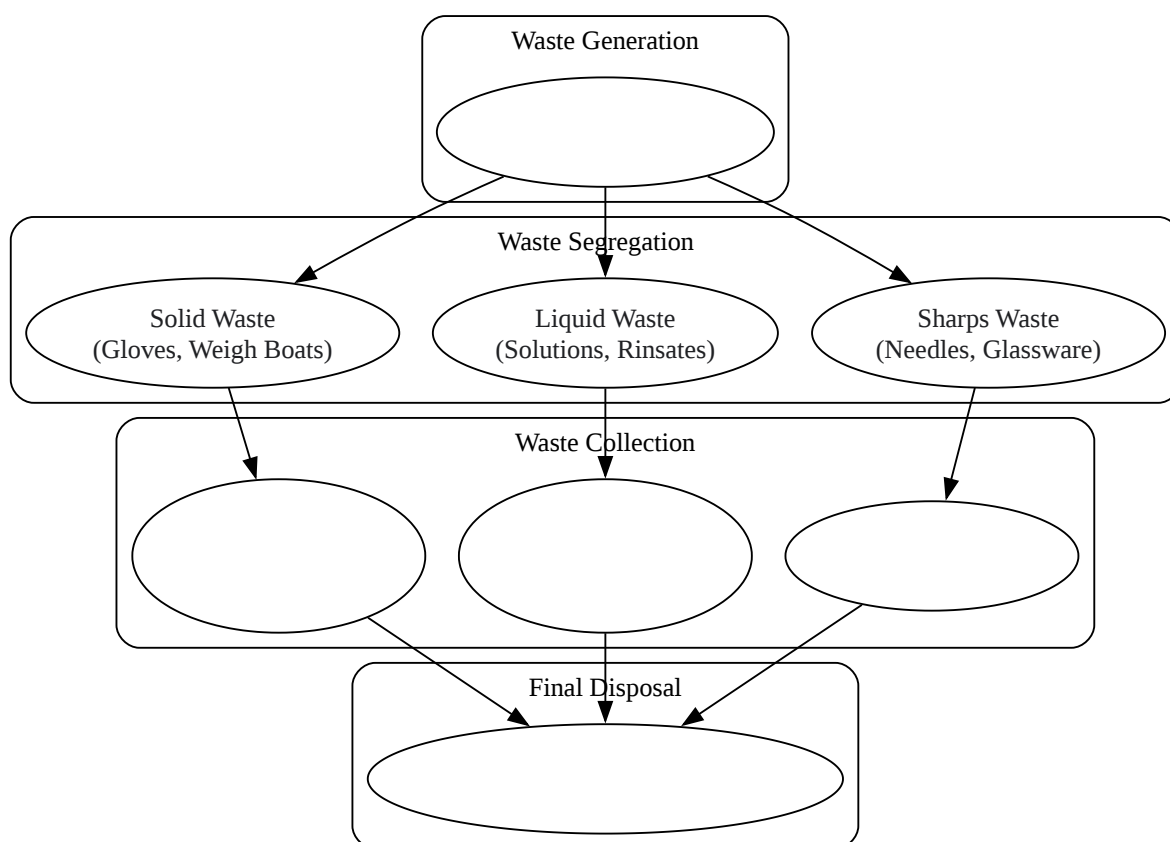 Waste Generation
Waste Segregation
Solid Waste
(Gloves, Weigh Boats)
Liquid Waste
(Solutions, Rinsates)
Sharps Waste
(Needles, Glassware)
Waste Collection
Final Disposal